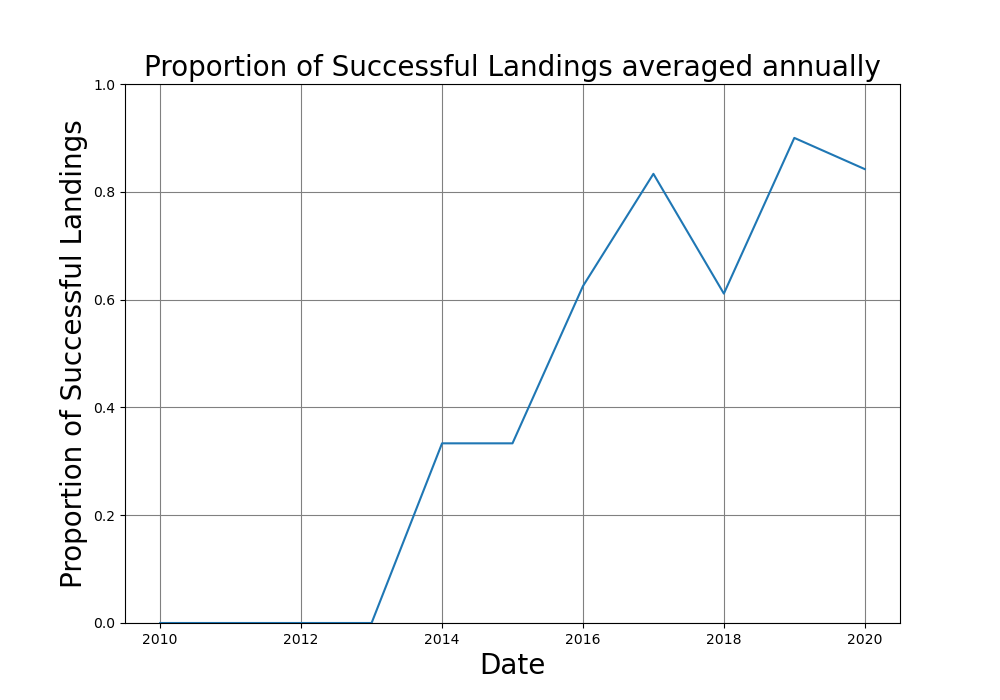 Proportion of Successful Landings averaged annually
Proportion of Successful Landings
1.0
0.8
0.6
0.4
0.2
0.0
2010 2012 2014 2016 2018 2020
Date